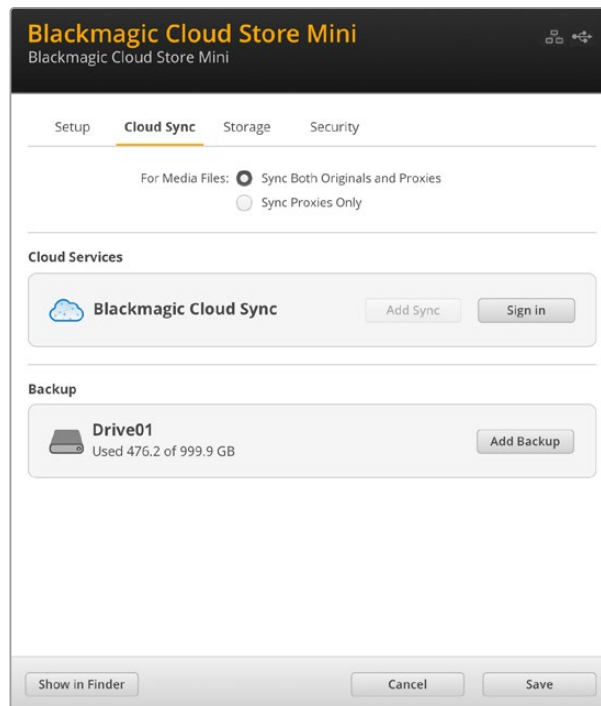 Blackmagic Cloud Store Mini
Blackmagic Cloud Store Mini
Setup Cloud Sync Storage Security
For Media Files: Sync Both Originals and Proxies
Sync Proxies Only
Cloud Services
Blackmagic Cloud Sync Add Sync Sign in
Backup
Drive01
Used 476.2 of 999.9 GB
Add Backup
Show in Finder Cancel Save